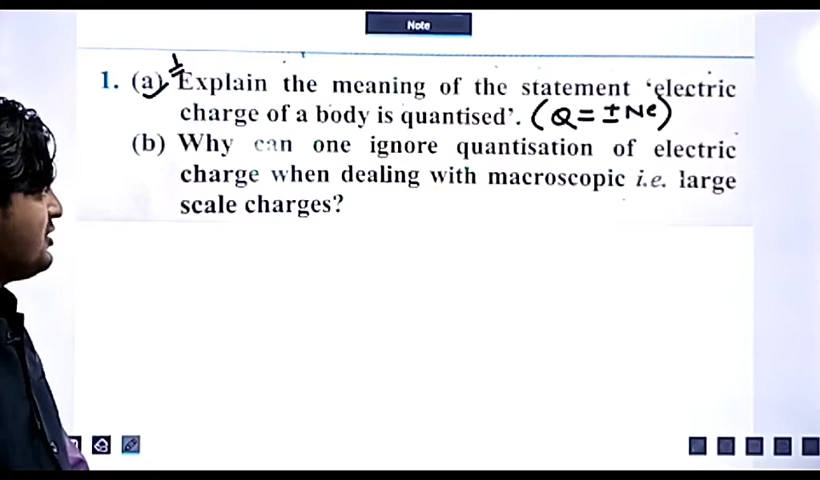 Note
1. (a) Explain the meaning of the statement ‘electric
charge of a body is quantised’. (Q = ± Ne)
(b) Why can one ignore quantisation of electric
charge when dealing with macroscopic i.e. large
scale charges?